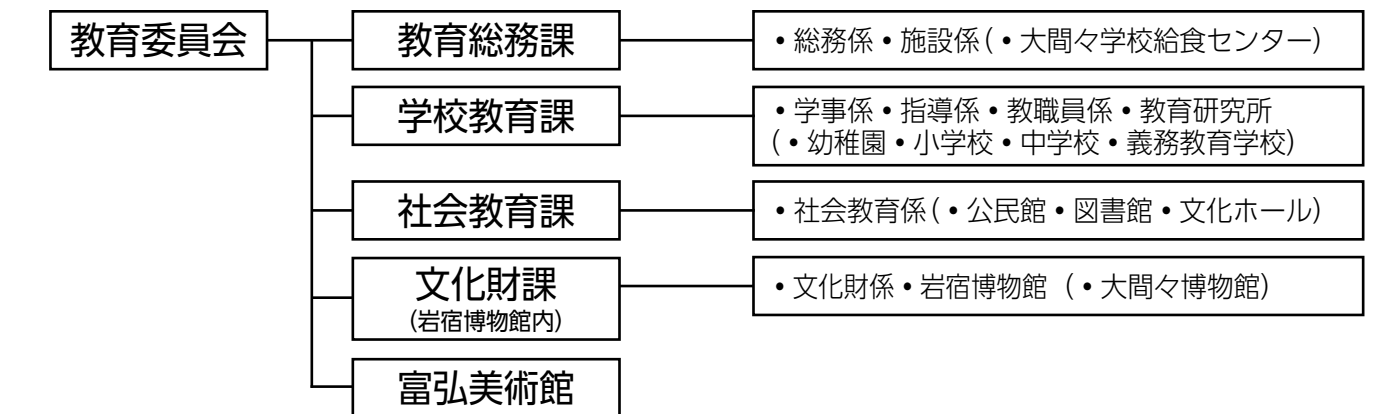 教育委員会
教育総務課
•総務係•施設係(•大間々学校給食センター)
学校教育課
•学事係•指導係•教職員係•教育研究所
(•幼稚園•小学校•中学校•義務教育学校)
社会教育課
•社会教育係(•公民館•図書館•文化ホール)
文化財課
(岩宿博物館内)
•文化財係•岩宿博物館 (•大間々博物館)
富弘美術館